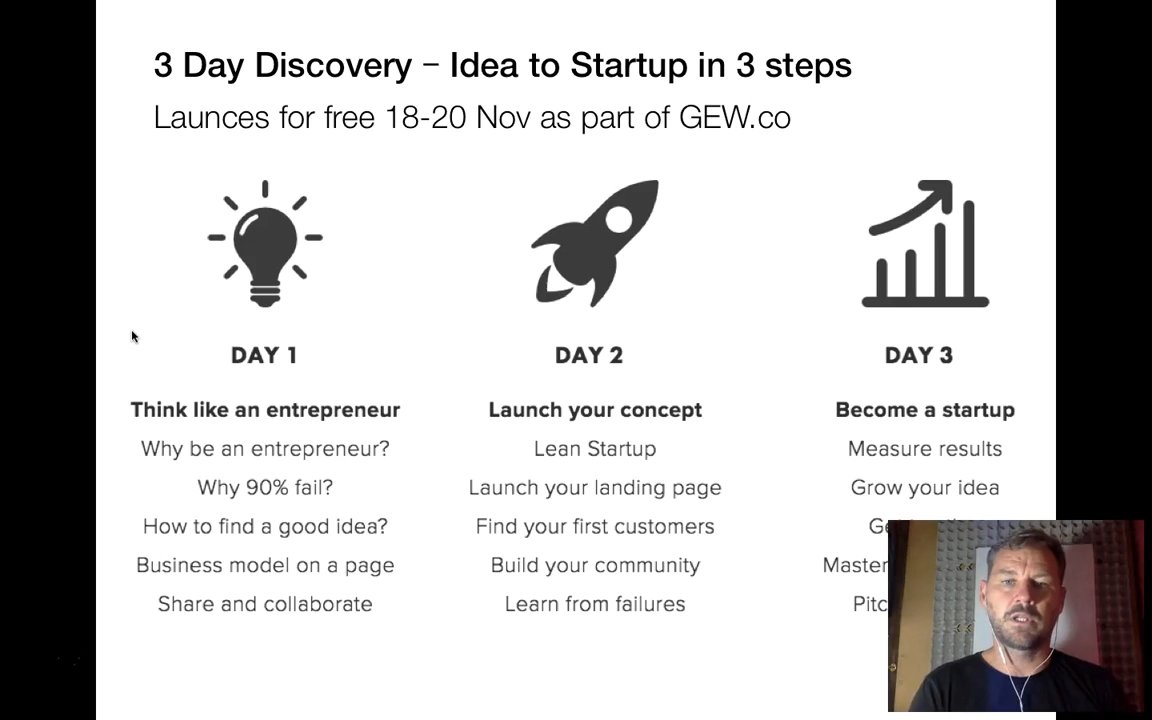 3 Day Discovery – Idea to Startup in 3 steps
Launces for free 18-20 Nov as part of GEW.co
DAY 1
Think like an entrepreneur
Why be an entrepreneur?
Why 90% fail?
How to find a good idea?
Business model on a page
Share and collaborate
DAY 2
Launch your concept
Lean Startup
Launch your landing page
Find your first customers
Build your community
Learn from failures
DAY 3
Become a startup
Measure results
Grow your idea
Master